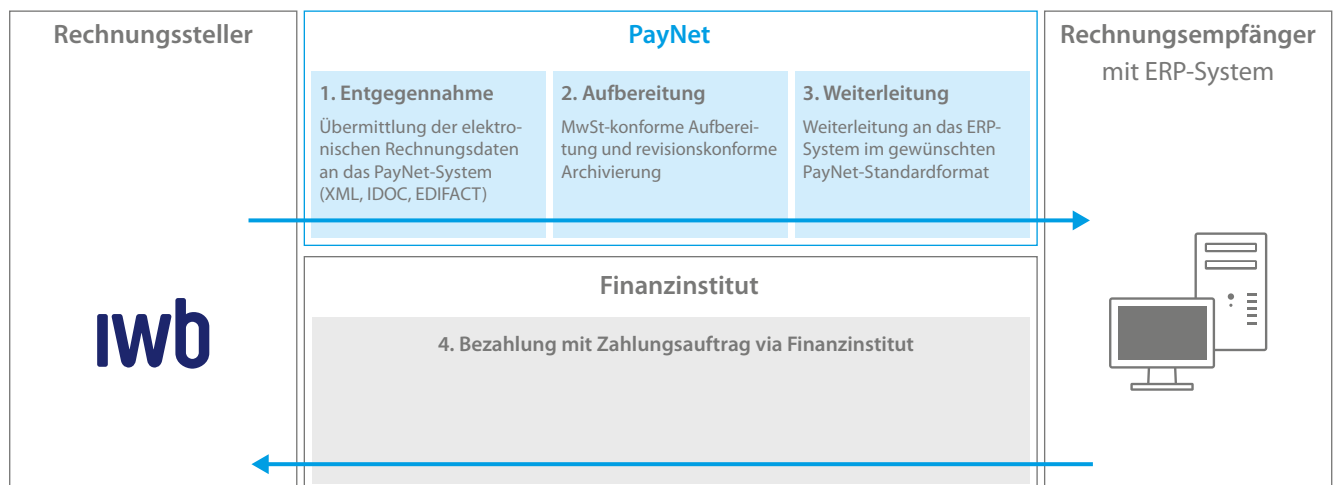 Rechnungssteller
iwb
PayNet
1. Entgegennahme
Übermittlung der elektro-
nischen Rechnungsdaten
an das PayNet-System
(XML, IDOC, EDIFACT)
2. Aufbereitung
MwSt-konforme Aufberei-
tung und revisionskonforme
Archivierung
3. Weiterleitung
Weiterleitung an das ERP-
System im gewünschten
PayNet-Standardformat
Finanzinstitut
4. Bezahlung mit Zahlungsauftrag via Finanzinstitut
Rechnungsempfänger
mit ERP-System